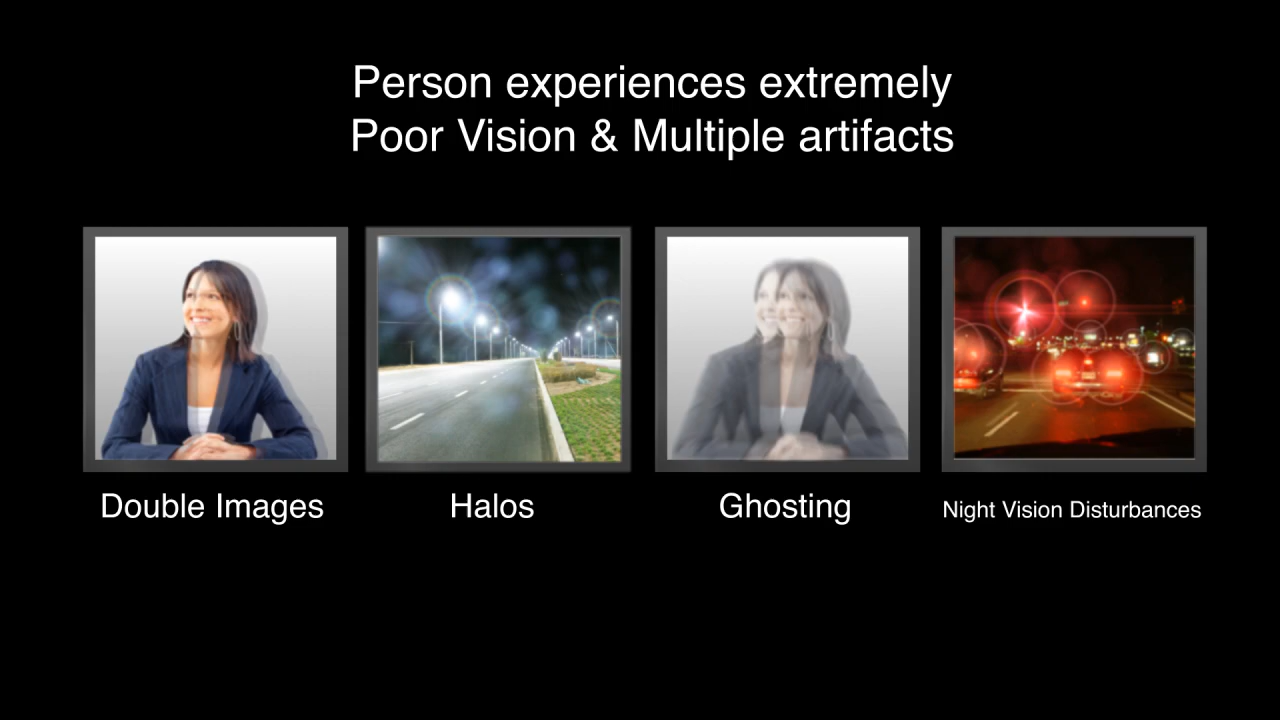 Person experiences extremely
Poor Vision & Multiple artifacts
Double Images
Halos
Ghosting
Night Vision Disturbances